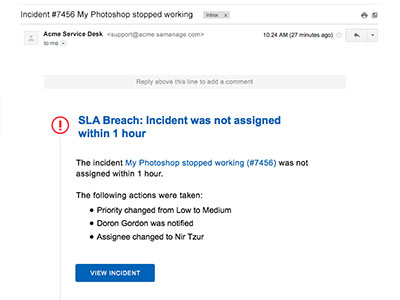 Incident #7456 My Photoshop stopped working Inbox x
Acme Service Desk <support@acme.samanage.com> 10:24 AM (27 minutes ago)
to me
Reply above this line to add a comment
SLA Breach: Incident was not assigned
within 1 hour
The incident My Photoshop stopped working (#7456) was not
assigned within 1 hour.
The following actions were taken:
• Priority changed from Low to Medium
• Doron Gordon was notified
• Assignee changed to Nir Tzur
VIEW INCIDENT